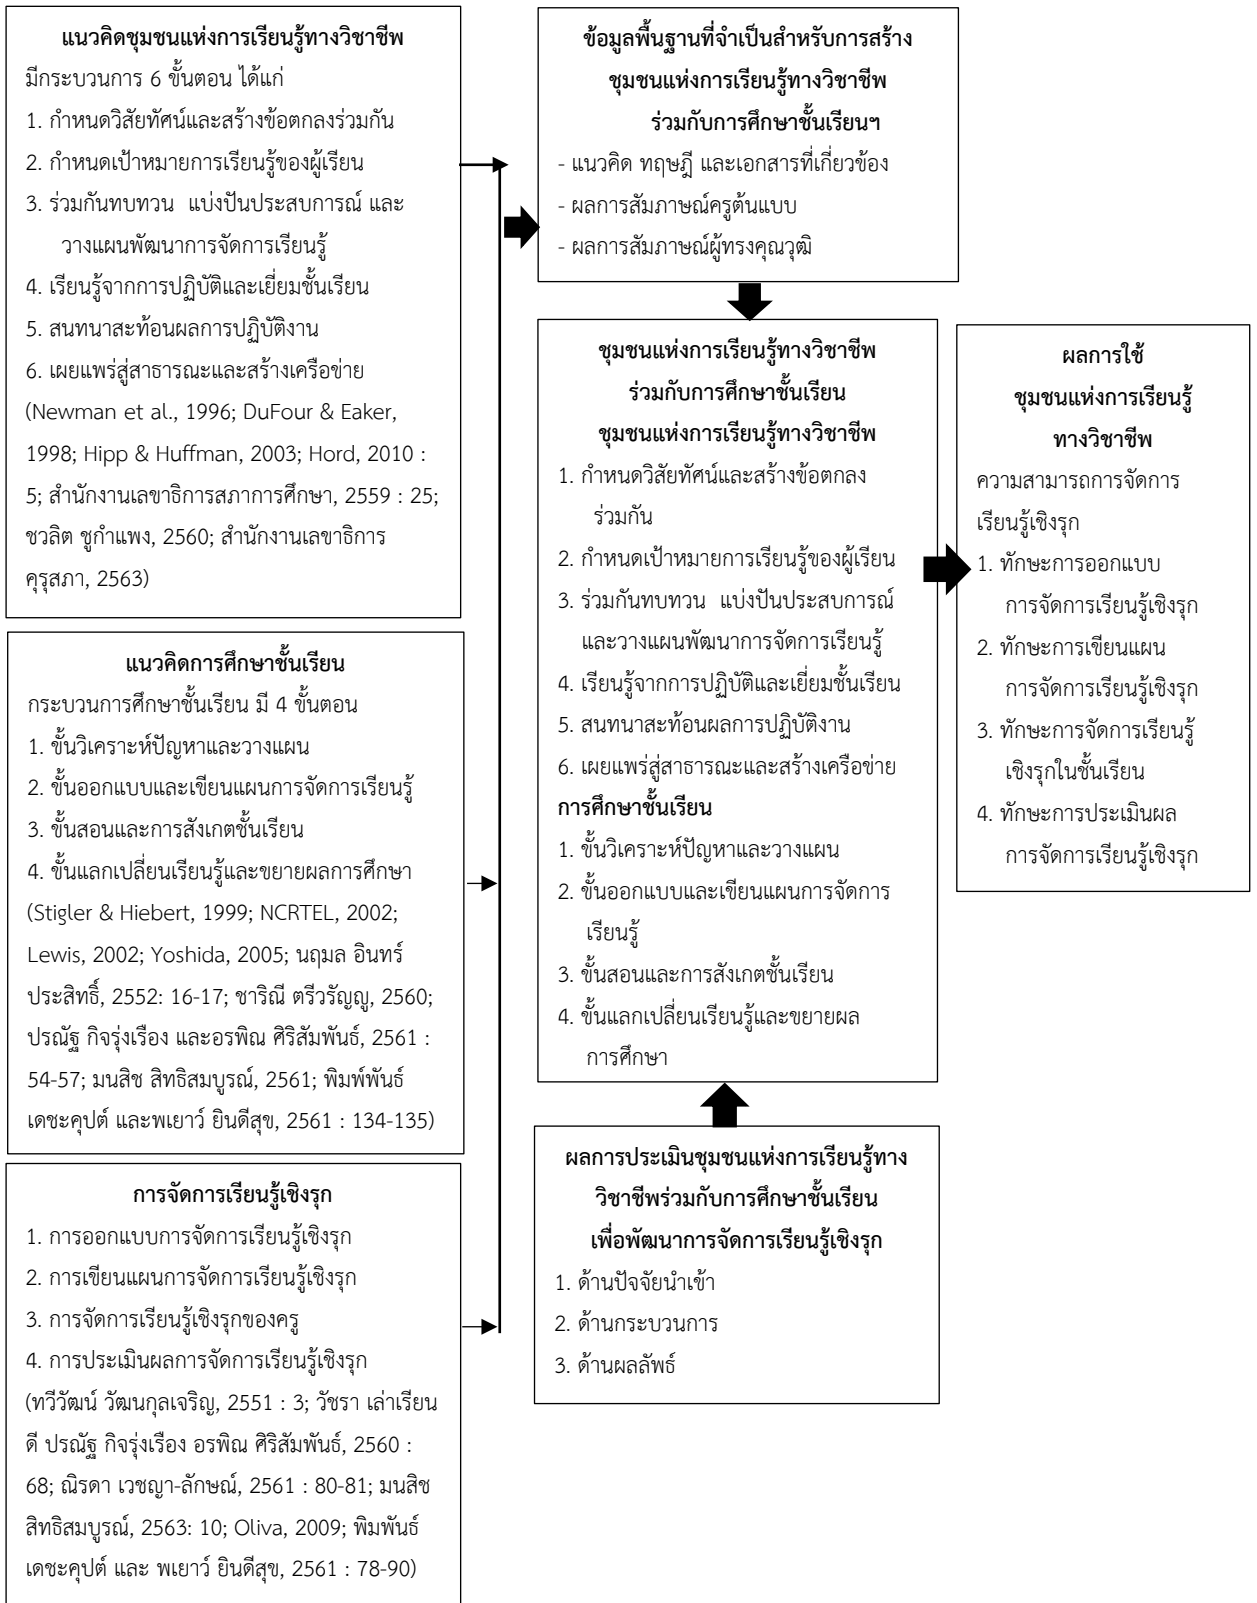 แนวคิดชุมชนแห่งการเรียนรู้ทางวิชาชีพ
มีกระบวนการ 6 ขั้นตอน ได้แก่
1. กำหนดวิสัยทัศน์และสร้างข้อตกลงร่วมกัน
2. กำหนดเป้าหมายการเรียนรู้ของผู้เรียน
3. ร่วมกันทบทวน แบ่งปันประสบการณ์ และ
วางแผนพัฒนาการจัดการเรียนรู้
4. เรียนรู้จากการปฏิบัติและเยี่ยมชั้นเรียน
5. สนทนาสะท้อนผลการปฏิบัติงาน
6. เผยแพร่สู่สาธารณะและสร้างเครือข่าย
(Newman et al., 1996; DuFour & Eaker,
1998; Hipp & Huffman, 2003; Hord, 2010 :
5; สำนักงานเลขาธิการสภาการศึกษา, 2559 : 25;
ชวลิต ชูกำแพง, 2560; สำนักงานเลขาธิการ
คุรุสภา, 2563)
แนวคิดการศึกษาชั้นเรียน
กระบวนการศึกษาชั้นเรียน มี 4 ขั้นตอน
1. ขั้นวิเคราะห์ปัญหาและวางแผน
2. ขั้นออกแบบและเขียนแผนการจัดการเรียนรู้
3. ขั้นสอนและการสังเกตชั้นเรียน
4. ขั้นแลกเปลี่ยนเรียนรู้และขยายผลการศึกษา
(Stigler & Hiebert, 1999; NCRTEL, 2002;
Lewis, 2002; Yoshida, 2005; นฤมล อินทร์
ประสิทธิ์, 2552: 16-17; ชาริณี ตรีวรัญญู, 2560;
ปรณัฐ กิจรุ่งเรือง และอรพิณ ศิริสัมพันธ์, 2561 :
54-57; มนสิช สิทธิสมบูรณ์, 2561; พิมพ์พันธ์
เดชะคุปต์ และพเยาว์ ยินดีสุข, 2561 : 134-135)
การจัดการเรียนรู้เชิงรุก
1. การออกแบบการจัดการเรียนรู้เชิงรุก
2. การเขียนแผนการจัดการเรียนรู้เชิงรุก
3. การจัดการเรียนรู้เชิงรุกของครู
4. การประเมินผลการจัดการเรียนรู้เชิงรุก
(ทวีวัฒน์ วัฒนกุลเจริญ, 2551 : 3; วัชรา เล่าเรียน
ดี ปรณัฐ กิจรุ่งเรือง อรพิณ ศิริสัมพันธ์, 2560 :
68; ณิรดา เวชญา-ลักษณ์, 2561 : 80-81; มนสิช
สิทธิสมบูรณ์, 2563: 10; Oliva, 2009; พิมพันธ์
เดชะคุปต์ และ พเยาว์ ยินดีสุข, 2561 : 78-90)
ข้อมูลพื้นฐานที่จำเป็นสำหรับการสร้าง
ชุมชนแห่งการเรียนรู้ทางวิชาชีพ
ร่วมกับการศึกษาชั้นเรียนฯ
- แนวคิด ทฤษฎี และเอกสารที่เกี่ยวข้อง
- ผลการสัมภาษณ์ครูต้นแบบ
- ผลการสัมภาษณ์ผู้ทรงคุณวุฒิ
ชุมชนแห่งการเรียนรู้ทางวิชาชีพ
ร่วมกับการศึกษาชั้นเรียน
ชุมชนแห่งการเรียนรู้ทางวิชาชีพ
1. กำหนดวิสัยทัศน์และสร้างข้อตกลง
ร่วมกัน
2. กำหนดเป้าหมายการเรียนรู้ของผู้เรียน
3. ร่วมกันทบทวน แบ่งปันประสบการณ์
และวางแผนพัฒนาการจัดการเรียนรู้
4. เรียนรู้จากการปฏิบัติและเยี่ยมชั้นเรียน
5. สนทนาสะท้อนผลการปฏิบัติงาน
6. เผยแพร่สู่สาธารณะและสร้างเครือข่าย
การศึกษาชั้นเรียน
1. ขั้นวิเคราะห์ปัญหาและวางแผน
2. ขั้นออกแบบและเขียนแผนการจัดการ
เรียนรู้
3. ขั้นสอนและการสังเกตชั้นเรียน
4. ขั้นแลกเปลี่ยนเรียนรู้และขยายผล
การศึกษา
ผลการประเมินชุมชนแห่งการเรียนรู้ทาง
วิชาชีพร่วมกับการศึกษาชั้นเรียน
เพื่อพัฒนาการจัดการเรียนรู้เชิงรุก
1. ด้านปัจจัยนำเข้า
2. ด้านกระบวนการ
3. ด้านผลลัพธ์
ผลการใช้
ชุมชนแห่งการเรียนรู้
ทางวิชาชีพ
ความสามารถการจัดการ
เรียนรู้เชิงรุก
1. ทักษะการออกแบบ
การจัดการเรียนรู้เชิงรุก
2. ทักษะการเขียนแผน
การจัดการเรียนรู้เชิงรุก
3. ทักษะการจัดการเรียนรู้
เชิงรุกในชั้นเรียน
4. ทักษะการประเมินผล
การจัดการเรียนรู้เชิงรุก